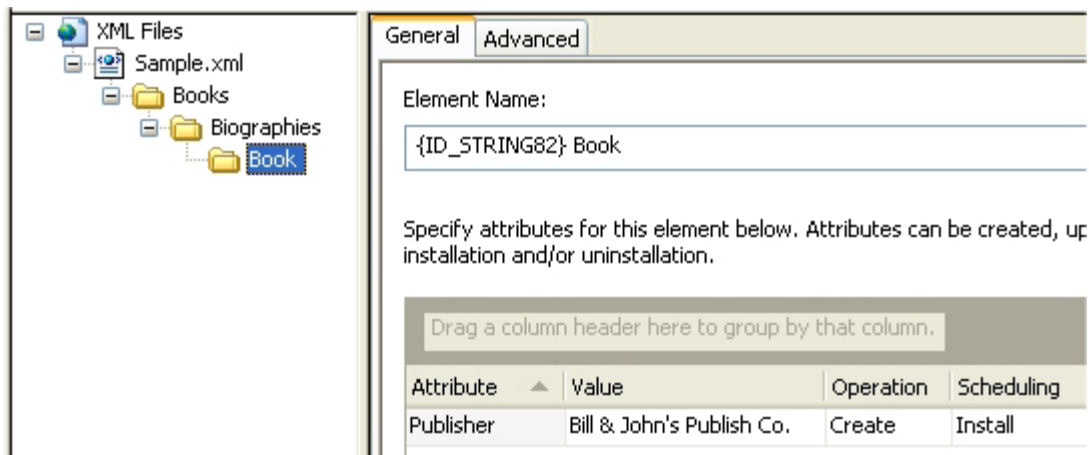 XML Files
Sample.xml
Books
Biographies
Book
General Advanced
Element Name:
{ID_STRING82} Book
Specify attributes for this element below. Attributes can be created, up
installation and/or uninstallation.
Drag a column header here to group by that column.
Attribute Value Operation Scheduling
Publisher Bill & John's Publish Co. Create Install